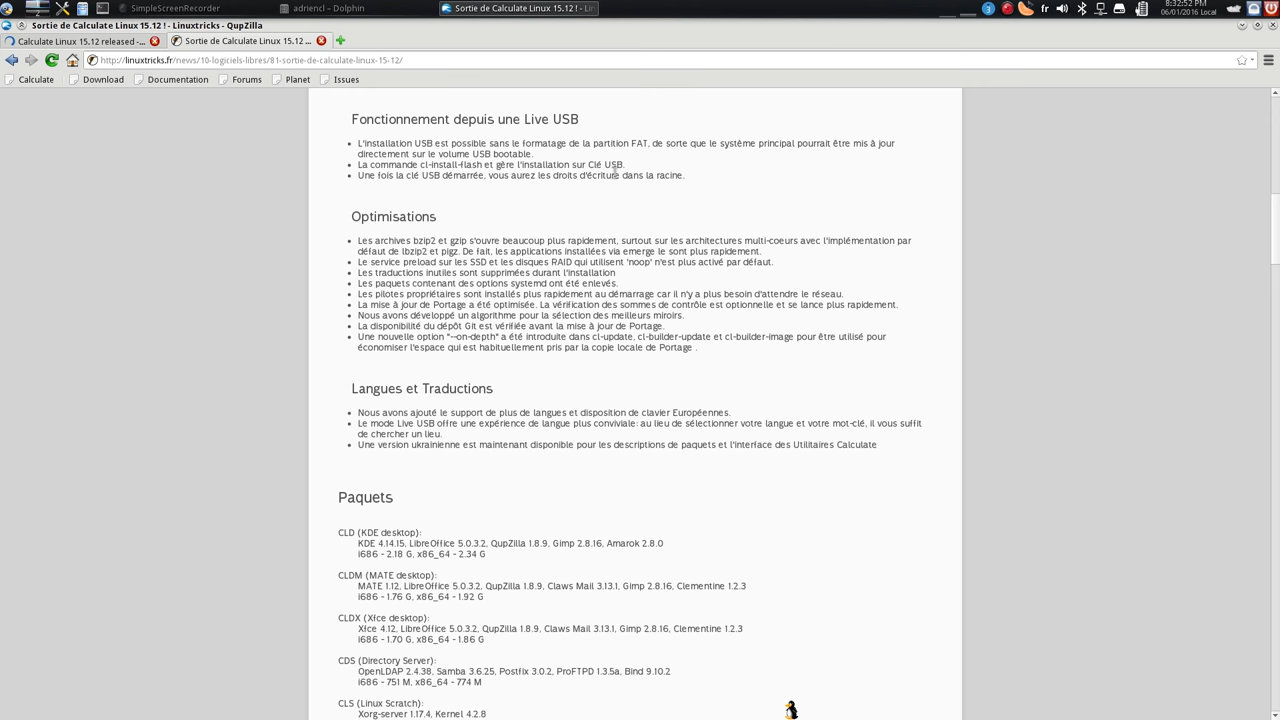 SimpleScreenRecorder
adriencl – Dolphin
Sortie de Calculate Linux 15.12 ! - Linuxtricks - QupZilla
3
fr
8:32:52 PM
06/01/2016 Local
Sortie de Calculate Linux 15.12 ! - Linuxtricks - QupZilla
Calculate Linux 15.12 released -...
Sortie de Calculate Linux 15.12 ...
http://linuxtricks.fr/news/10-logiciels-libres/81-sortie-de-calculate-linux-15-12/
Calculate
Download
Documentation
Forums
Planet
Issues
Fonctionnement depuis une Live USB
L'installation USB est possible sans le formatage de la partition FAT, de sorte que le système principal pourrait être mis à jour
directement sur le volume USB bootable.
La commande cl-install-flash et gère l'installation sur Clé USB.
Une fois la clé USB démarrée, vous aurez les droits d'écriture dans la racine.
Optimisations
Les archives bzip2 et gzip s'ouvre beaucoup plus rapidement, surtout sur les architectures multi-coeurs avec l'implémentation par
défaut de lbzip2 et pigz. De fait, les applications installées via emerge le sont plus rapidement.
Le service preload sur les SSD et les disques RAID qui utilisent 'noop' n'est plus activé par défaut.
Les traductions inutiles sont supprimées durant l'installation
Les paquets contenant des options systemd ont été enlevés.
Les pilotes propriétaires sont installés plus rapidement au démarrage car il n'y a plus besoin d'attendre le réseau.
La mise à jour de Portage a été optimisée. La vérification des sommes de contrôle est optionnelle et se lance plus rapidement.
Nous avons développé un algorithme pour la sélection des meilleurs miroirs.
La disponibilité du dépôt Git est vérifiée avant la mise à jour de Portage.
Une nouvelle option "--on-depth" a été introduite dans cl-update, cl-builder-update et cl-builder-image pour être utilisé pour
économiser l'espace qui est habituellement pris par la copie locale de Portage .
Langues et Traductions
Nous avons ajouté le support de plus de langues et disposition de clavier Européennes.
Le mode Live USB offre une expérience de langue plus conviviale: au lieu de sélectionner votre langue et votre mot-clé, il vous suffit
de chercher un lieu.
Une version ukrainienne est maintenant disponible pour les descriptions de paquets et l'interface des Utilitaires Calculate
Paquets
CLD (KDE desktop):
KDE 4.14.15, LibreOffice 5.0.3.2, QupZilla 1.8.9, Gimp 2.8.16, Amarok 2.8.0
i686 - 2.18 G, x86_64 - 2.34 G
CLDM (MATE desktop):
MATE 1.12, LibreOffice 5.0.3.2, QupZilla 1.8.9, Claws Mail 3.13.1, Gimp 2.8.16, Clementine 1.2.3
i686 - 1.76 G, x86_64 - 1.92 G
CLDX (Xfce desktop):
Xfce 4.12, LibreOffice 5.0.3.2, QupZilla 1.8.9, Claws Mail 3.13.1, Gimp 2.8.16, Clementine 1.2.3
i686 - 1.70 G, x86_64 - 1.86 G
CDS (Directory Server):
OpenLDAP 2.4.38, Samba 3.6.25, Postfix 3.0.2, ProFTPD 1.3.5a, Bind 9.10.2
i686 - 751 M, x86_64 - 774 M
CLS (Linux Scratch):
Xorg-server 1.17.4, Kernel 4.2.8